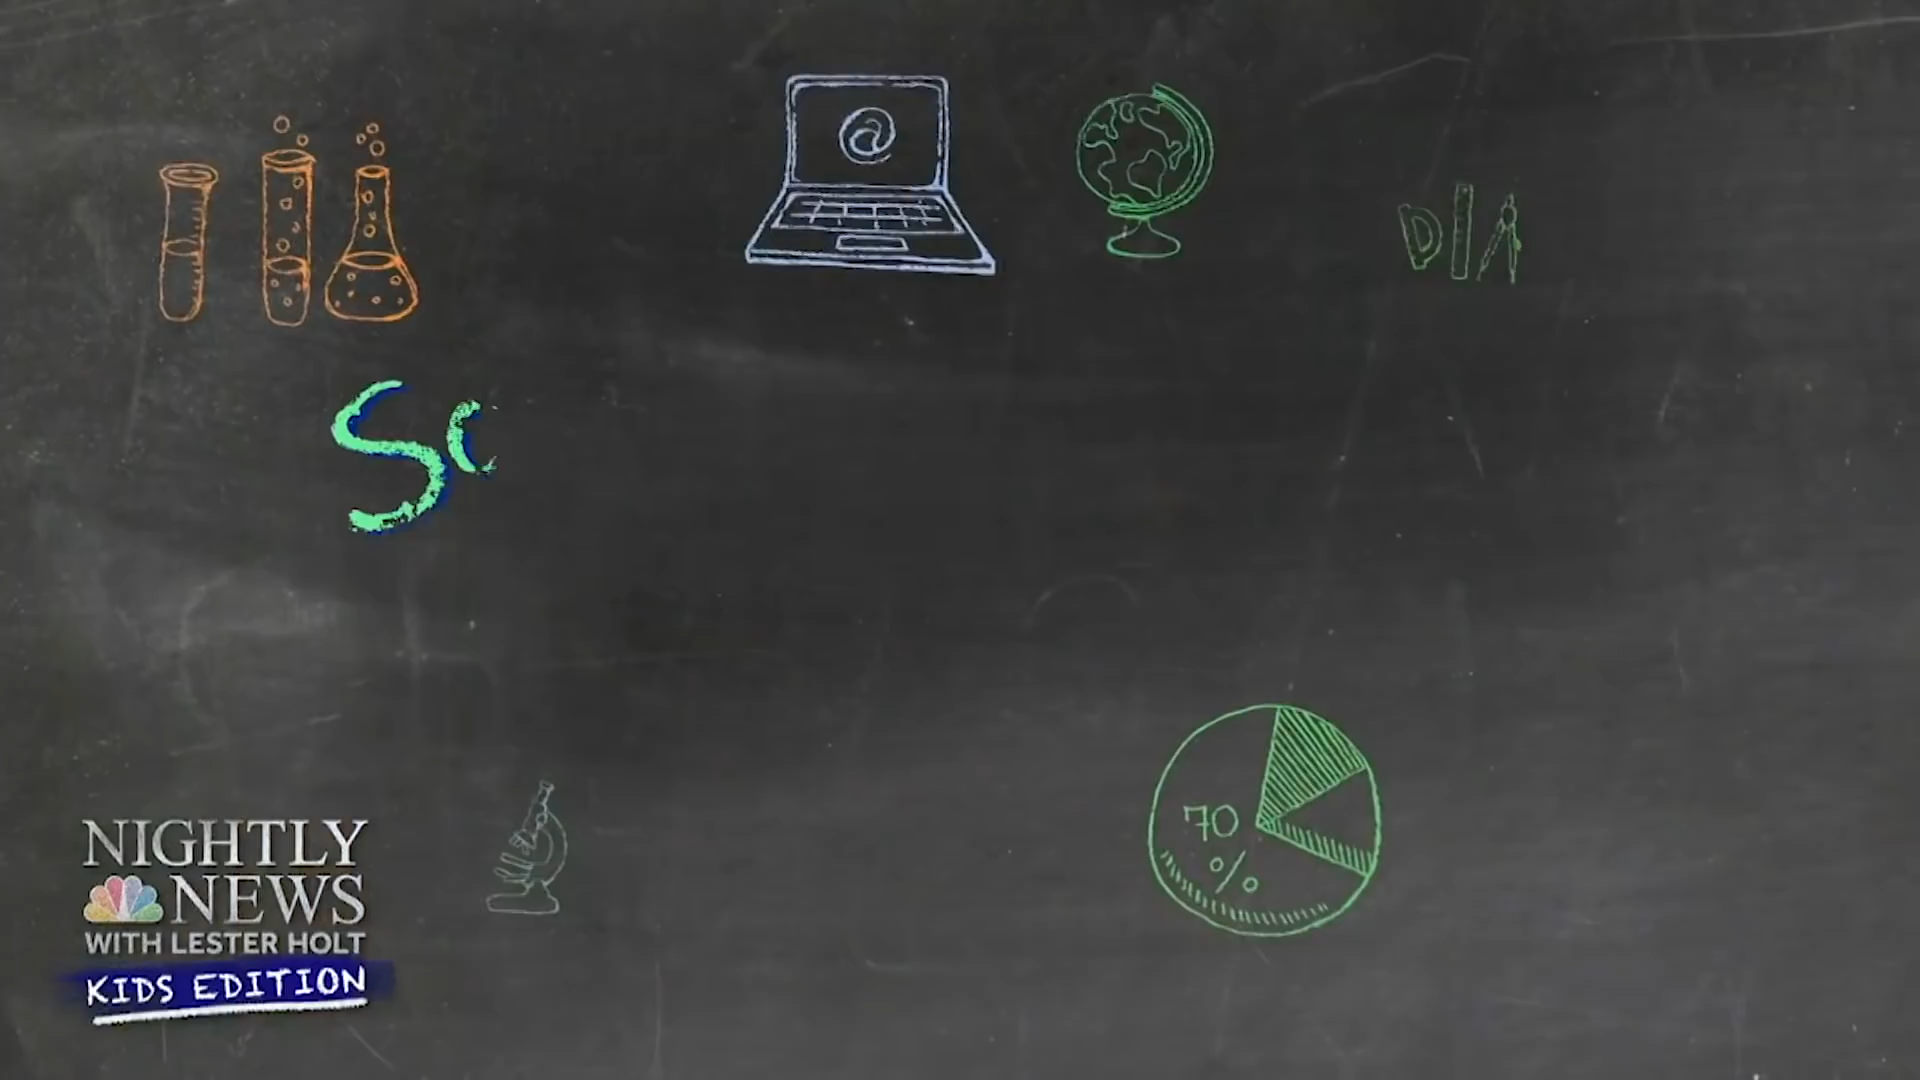 @
Sc
70
%
NIGHTLY
NEWS
WITH LESTER HOLT
KIDS EDITION